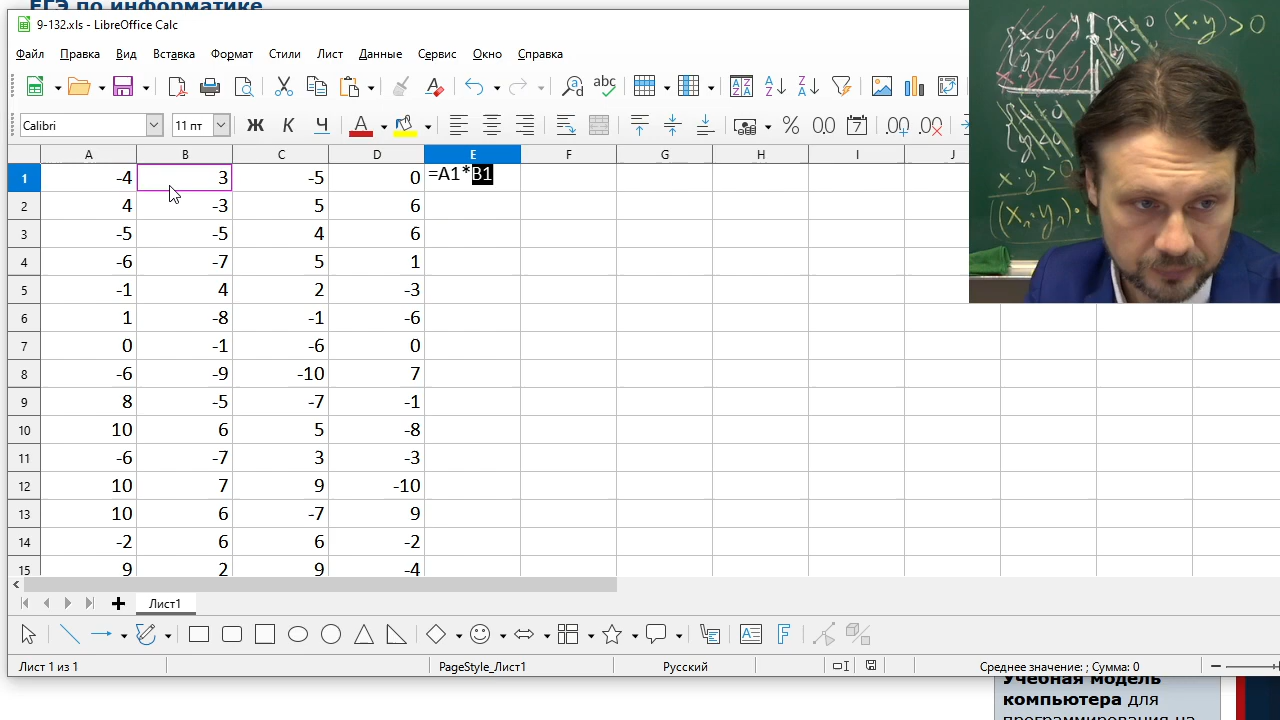 ЕГЭ по информатике
9-132.xls - LibreOffice Calc
Файл Правка Вид Вставка Формат Стили Лист Данные Сервис Окно Справка
Calibri 11 пт Ж К Ч
A B C D E F G H I J
1 -4 3 -5 0 =A1*B1
2 4 -3 5 6
3 -5 -5 4 6
4 -6 -7 5 1
5 -1 4 2 -3
6 1 -8 -1 -6
7 0 -1 -6 0
8 -6 -9 -10 7
9 8 -5 -7 -1
10 10 6 5 -8
11 -6 -7 3 -3
12 10 7 9 -10
13 10 6 -7 9
14 -2 6 6 -2
15 9 2 9 -4
Лист1
Лист 1 из 1 PageStyle_Лист1 Русский Среднее значение: ; Сумма: 0
Учебная модель
компьютера для
программирования на
x·y>0
x·y<0
x·y>0